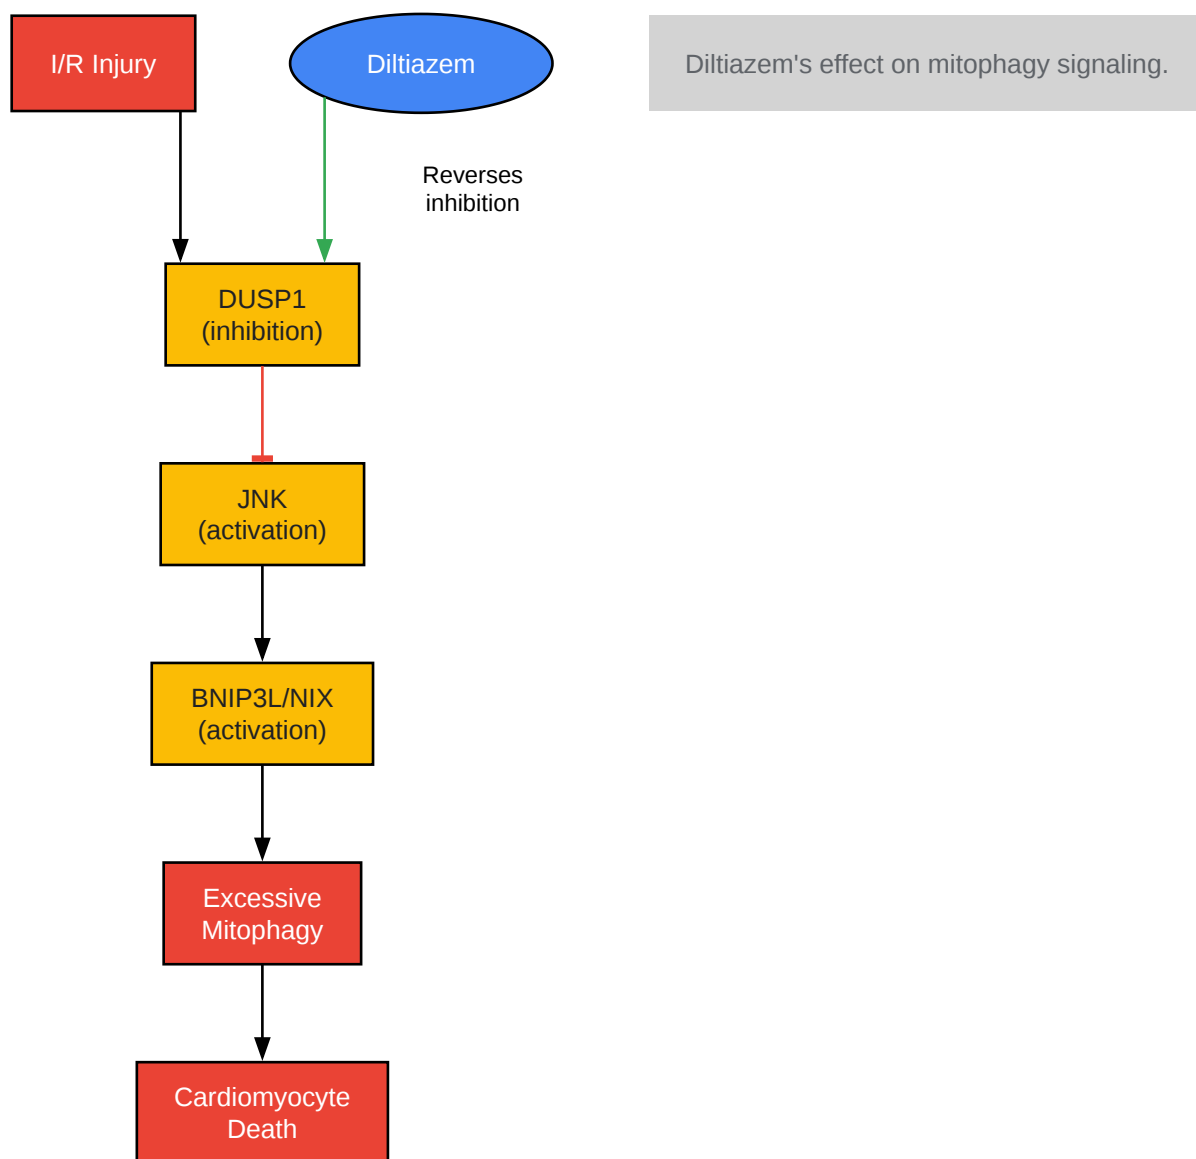 I/R Injury
Diltiazem
Diltiazem's effect on mitophagy signaling.
Reverses
inhibition
DUSP1
(inhibition)
JNK
(activation)
BNIP3L/NIX
(activation)
Excessive
Mitophagy
Cardiomyocyte
Death